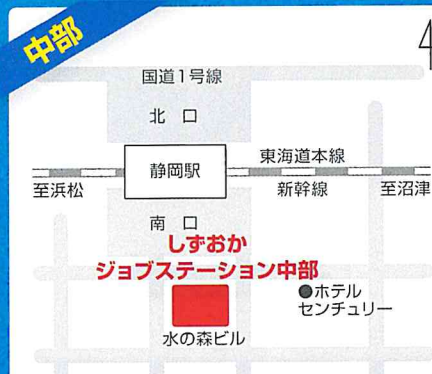 中部
4
国道1号線
北 口
静岡駅
東海道本線
至浜松
新幹線
至沼津
南 口
しずおか
ジョブステーション中部
●ホテル
センチュリー
水の森ビル